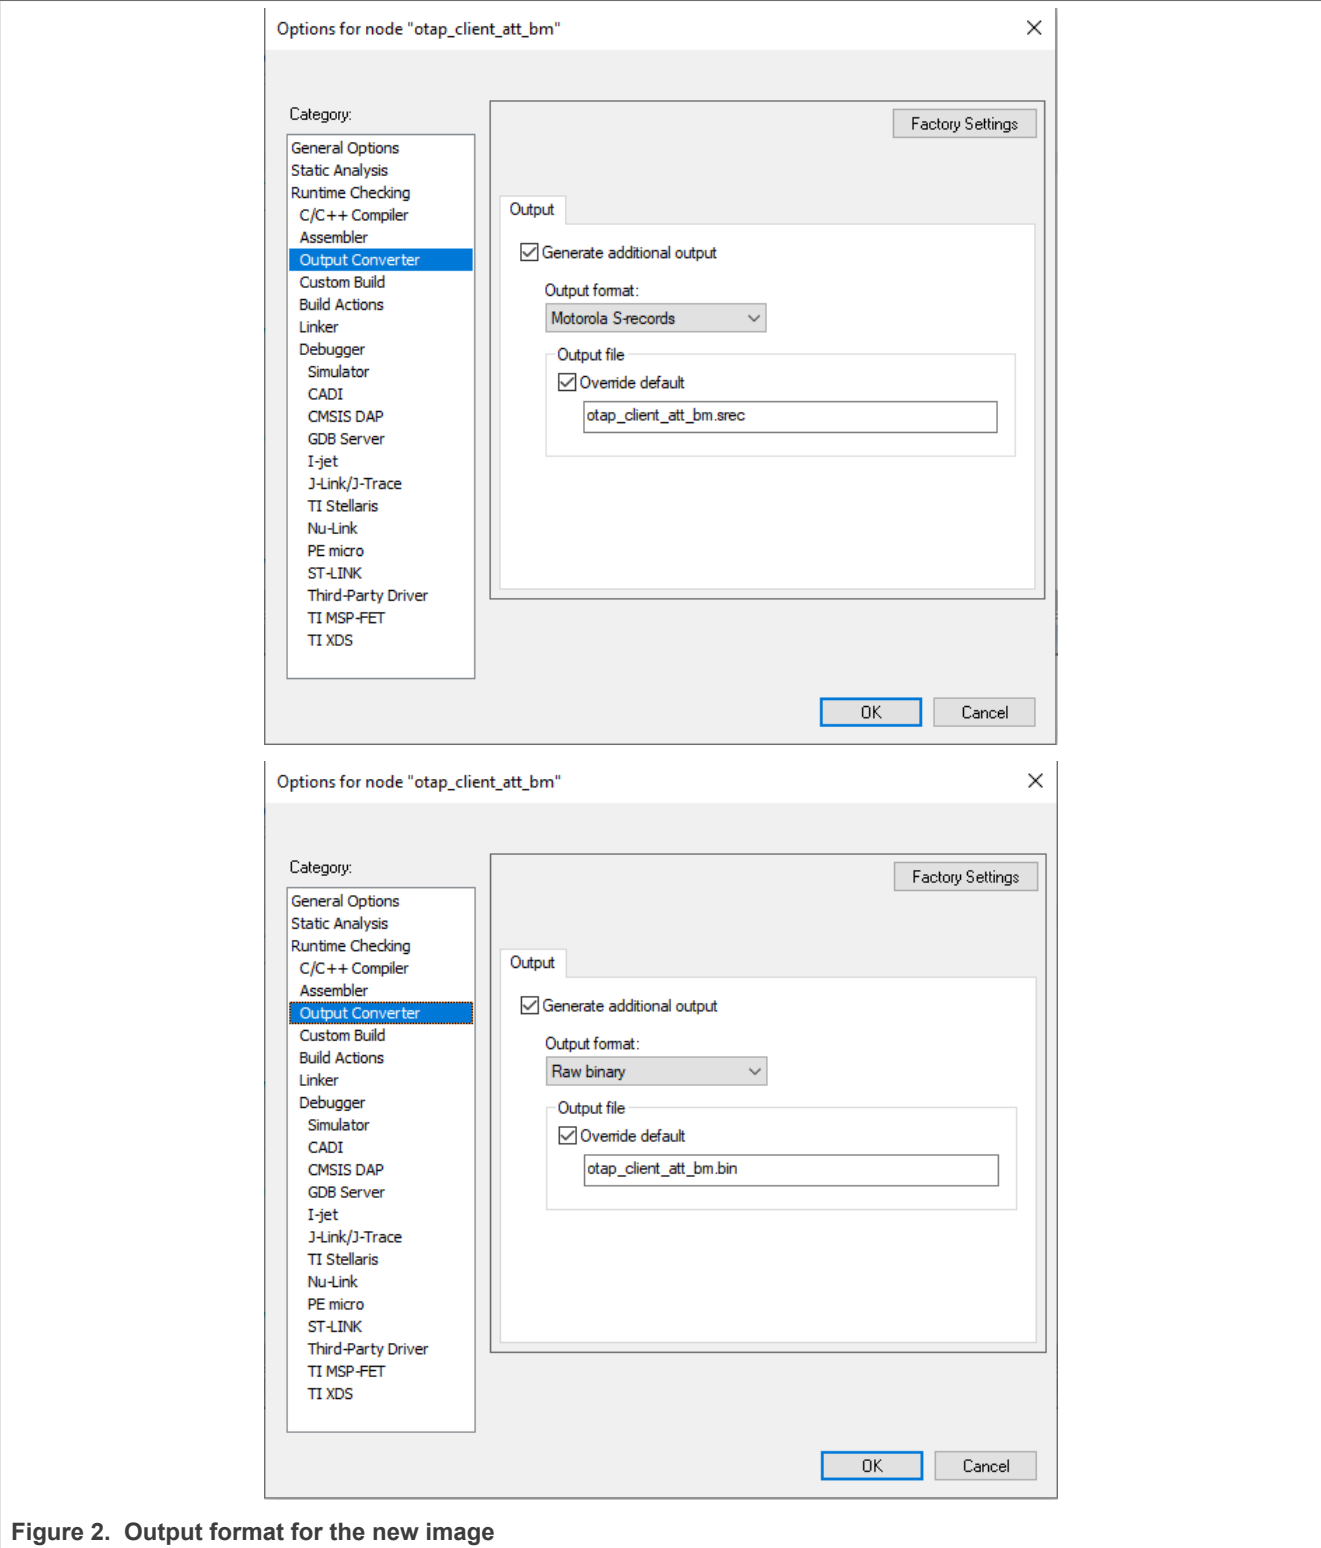 Options for node "otap_client_att_bm"
Category:
Factory Settings
General Options
Static Analysis
Runtime Checking
C/C++ Compiler
Assembler
Output Converter
Custom Build
Build Actions
Linker
Debugger
Simulator
CADI
CMSIS DAP
GDB Server
I-jet
J-Link/J-Trace
TI Stellaris
Nu-Link
PE micro
ST-LINK
Third-Party Driver
TI MSP-FET
TI XDS
Output
Generate additional output
Output format:
Motorola S-records
Output file
Override default
otap_client_att_bm.srec
OK
Cancel
Options for node "otap_client_att_bm"
Category:
Factory Settings
General Options
Static Analysis
Runtime Checking
C/C++ Compiler
Assembler
Output Converter
Custom Build
Build Actions
Linker
Debugger
Simulator
CADI
CMSIS DAP
GDB Server
I-jet
J-Link/J-Trace
TI Stellaris
Nu-Link
PE micro
ST-LINK
Third-Party Driver
TI MSP-FET
TI XDS
Output
Generate additional output
Output format:
Raw binary
Output file
Override default
otap_client_att_bm.bin
OK
Cancel
Figure 2. Output format for the new image